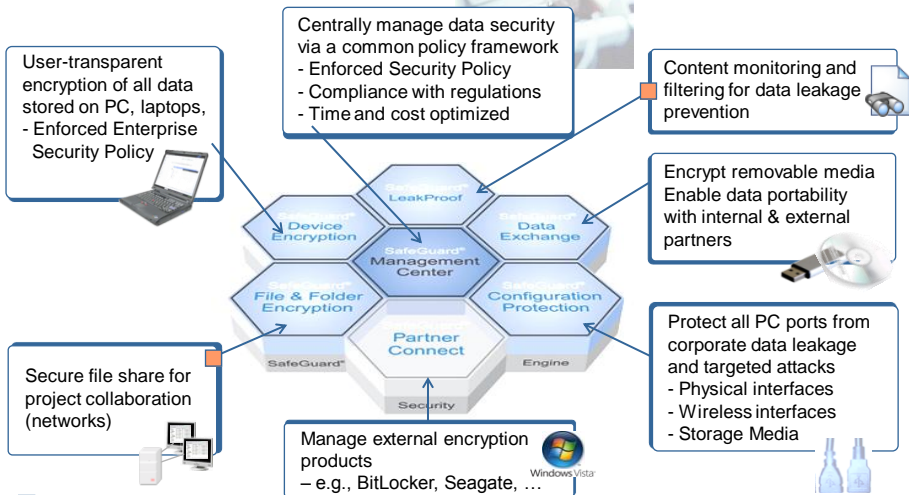 Centrally manage data security
via a common policy framework
- Enforced Security Policy
- Compliance with regulations
- Time and cost optimized
User-transparent
encryption of all data
stored on PC, laptops,
- Enforced Enterprise
Security Policy
Content monitoring and
filtering for data leakage
prevention
Encrypt removable media
Enable data portability
with internal & external
partners
SafeGuard®
LeakProof
SafeGuard®
Device
Encryption
SafeGuard®
Data
Exchange
SafeGuard®
Management
Center
SafeGuard®
File & Folder
Encryption
SafeGuard®
Configuration
Protection
SafeGuard®
Partner
Connect
SafeGuard®
Security
Engine
Protect all PC ports from
corporate data leakage
and targeted attacks
- Physical interfaces
- Wireless interfaces
- Storage Media
Secure file share for
project collaboration
(networks)
Manage external encryption
products
– e.g., BitLocker, Seagate, …
Windows Vista